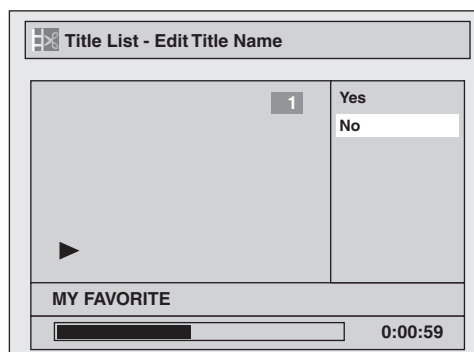 Title List - Edit Title Name
1
Yes
No
MY FAVORITE
0:00:59